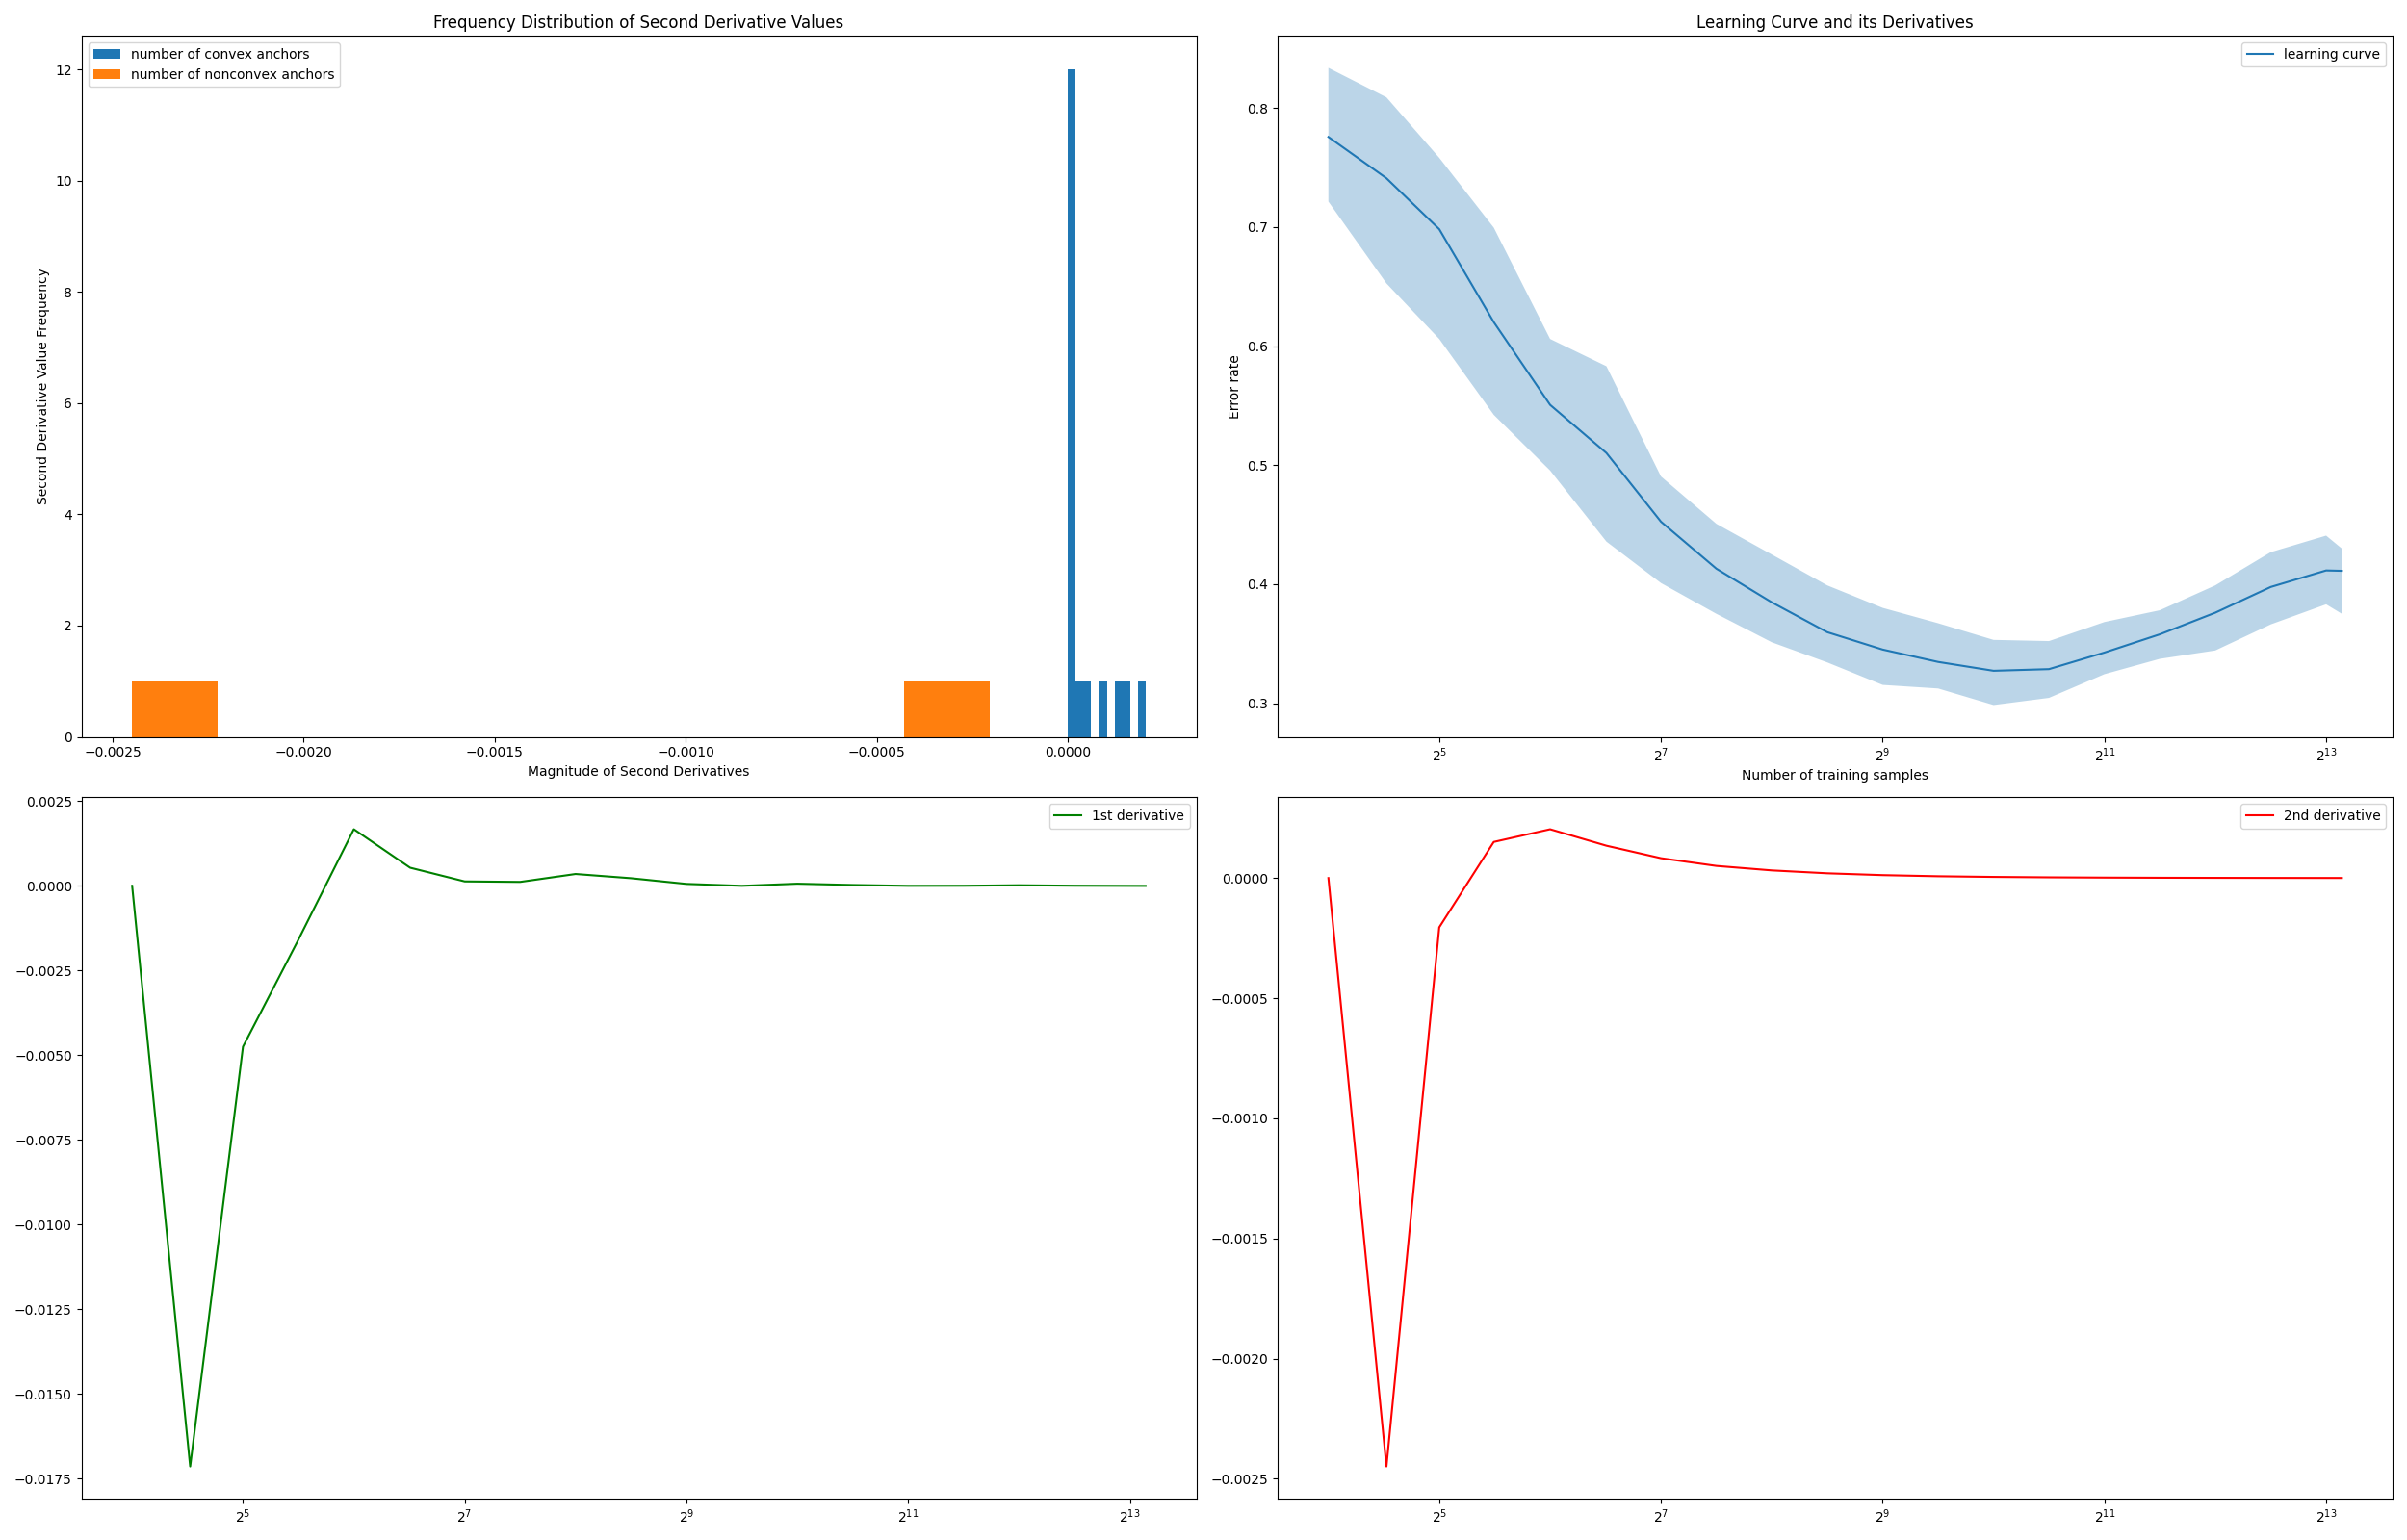 Frequency Distribution of Second Derivative Values
number of convex anchors
number of nonconvex anchors
12
10
8
6
4
2
0
Second Derivative Value Frequency
−0.0025 −0.0020 −0.0015 −0.0010 −0.0005 0.0000
Magnitude of Second Derivatives
Learning Curve and its Derivatives
learning curve
0.8
0.7
0.6
0.5
0.4
0.3
Error rate
2^5 2^7 2^9 2^11 2^13
Number of training samples
1st derivative
0.0025
0.0000
−0.0025
−0.0050
−0.0075
−0.0100
−0.0125
−0.0150
−0.0175
2^5 2^7 2^9 2^11 2^13
2nd derivative
0.0000
−0.0005
−0.0010
−0.0015
−0.0020
−0.0025
2^5 2^7 2^9 2^11 2^13